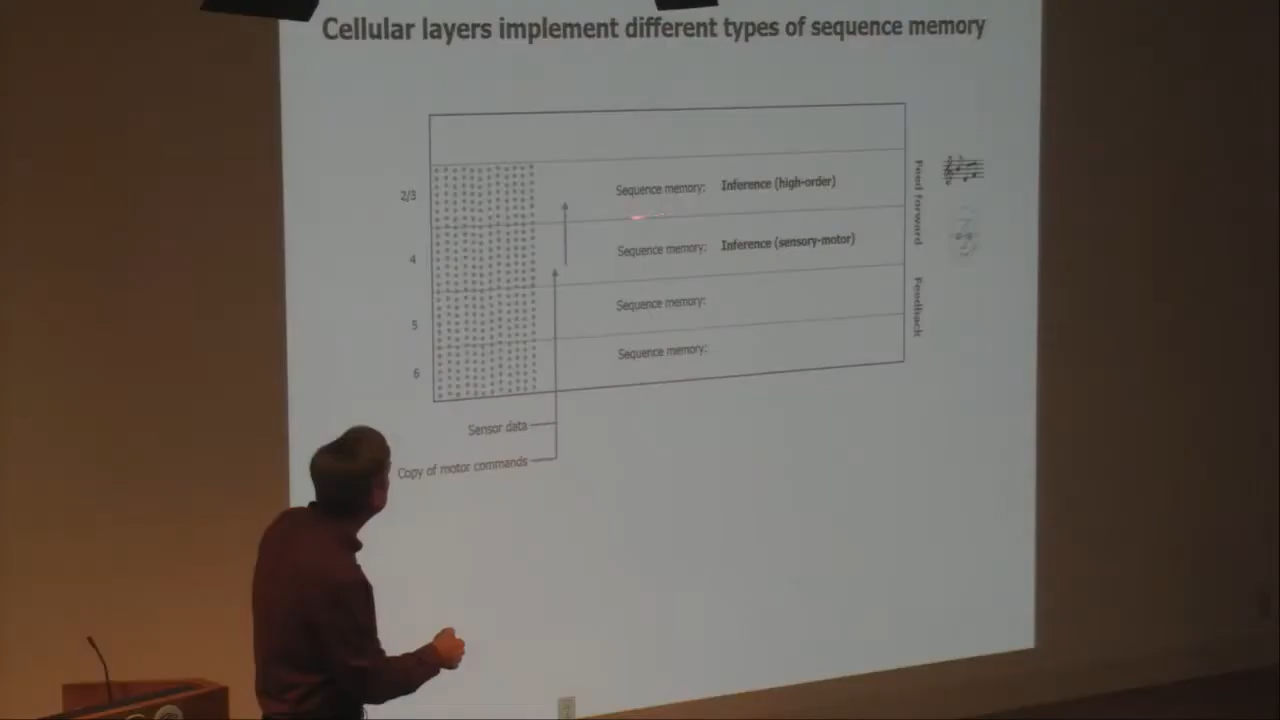 Cellular layers implement different types of sequence memory
2/3 Sequence memory: Inference (high-order)
4 Sequence memory: Inference (sensory-motor)
5 Sequence memory:
6 Sequence memory:
Feed forward
Feedback
Sensor data
Copy of motor commands